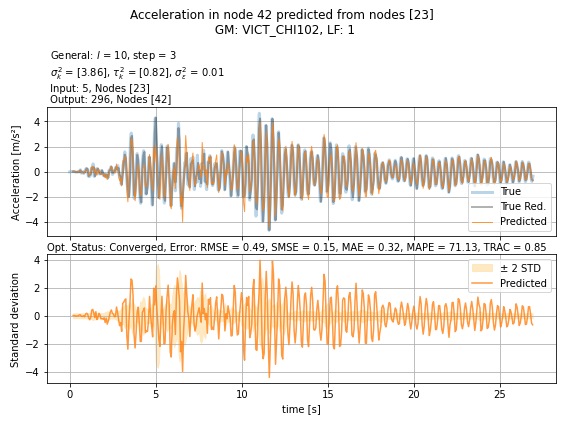 Acceleration in node 42 predicted from nodes [23]
GM: VICT_CHI102, LF: 1
General: l = 10, step = 3
σ²ₖ = [3.86], τ²ₖ = [0.82], σ²ε = 0.01
Input: 5, Nodes [23]
Output: 296, Nodes [42]
Acceleration [m/s²]
4
2
0
−2
−4
True
True Red.
Predicted
Opt. Status: Converged, Error: RMSE = 0.49, SMSE = 0.15, MAE = 0.32, MAPE = 71.13, TRAC = 0.85
Standard deviation
4
2
0
−2
−4
± 2 STD
Predicted
0 5 10 15 20 25
time [s]